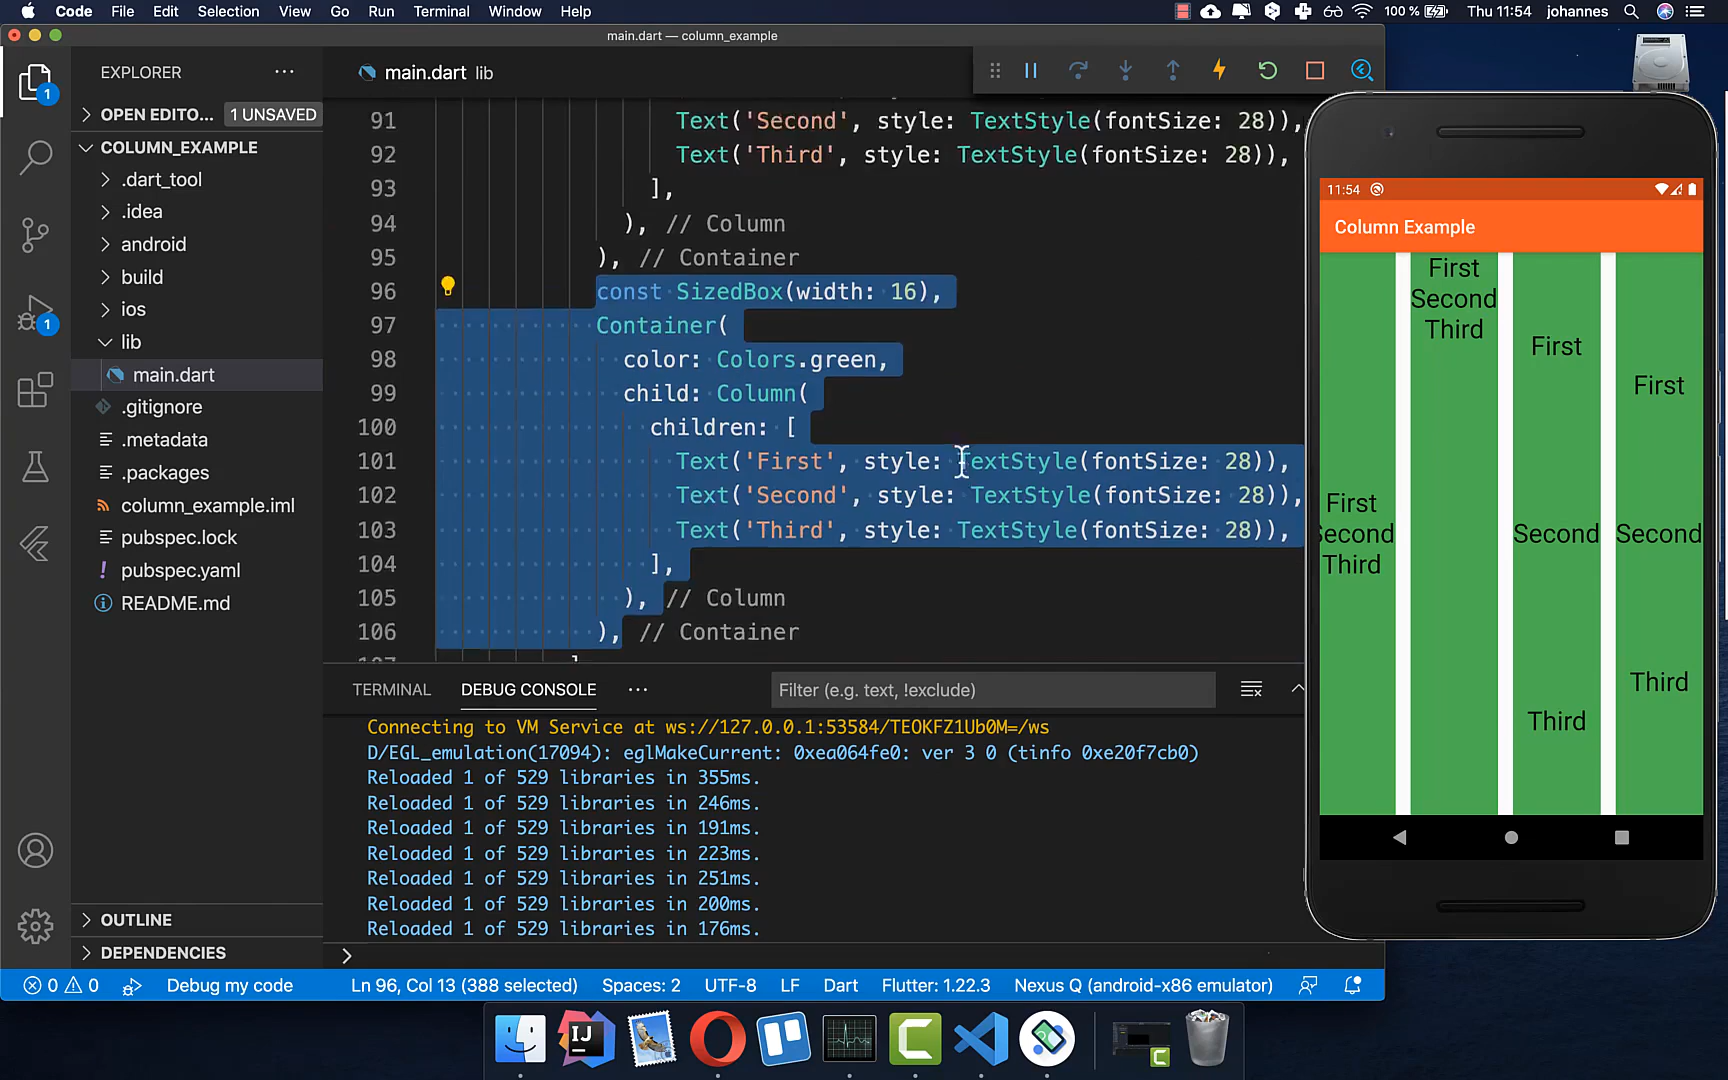 Code File Edit Selection View Go Run Terminal Window Help
100 % Thu 11:54 johannes
main.dart — column_example
EXPLORER
main.dart lib
OPEN EDITO... 1 UNSAVED
COLUMN_EXAMPLE
.dart_tool
.idea
android
build
ios
lib
main.dart
.gitignore
.metadata
.packages
column_example.iml
pubspec.lock
pubspec.yaml
README.md
OUTLINE
DEPENDENCIES
1
1
91 Text('Second', style: TextStyle(fontSize: 28)),
92 Text('Third', style: TextStyle(fontSize: 28)),
93 ],
94 ), // Column
95 ), // Container
96 const SizedBox(width: 16),
97 Container(
98 color: Colors.green,
99 child: Column(
100 children: [
101 Text('First', style: TextStyle(fontSize: 28)),
102 Text('Second', style: TextStyle(fontSize: 28)),
103 Text('Third', style: TextStyle(fontSize: 28)),
104 ],
105 ), // Column
106 ), // Container
TERMINAL DEBUG CONSOLE Filter (e.g. text, !exclude)
Connecting to VM Service at ws://127.0.0.1:53584/TEOKFZ1Ub0M=/ws
D/EGL_emulation(17094): eglMakeCurrent: 0xea064fe0: ver 3 0 (tinfo 0xe20f7cb0)
Reloaded 1 of 529 libraries in 355ms.
Reloaded 1 of 529 libraries in 246ms.
Reloaded 1 of 529 libraries in 191ms.
Reloaded 1 of 529 libraries in 223ms.
Reloaded 1 of 529 libraries in 251ms.
Reloaded 1 of 529 libraries in 200ms.
Reloaded 1 of 529 libraries in 176ms.
0 0 Debug my code Ln 96, Col 13 (388 selected) Spaces: 2 UTF-8 LF Dart Flutter: 1.22.3 Nexus Q (android-x86 emulator)
11:54
Column Example
First
Second
Third
First
Second
Third
First
Second
Third
First
Second
Third
IJ